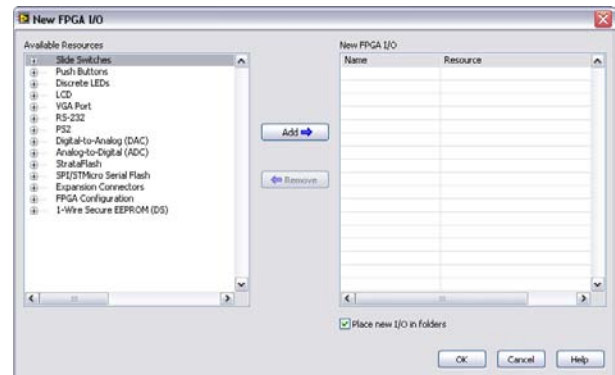 New FPGA I/O
Available Resources
Slide Switches
Push Buttons
Discrete LEDs
LCD
VGA Port
RS-232
PS2
Digital-to-Analog (DAC)
Analog-to-Digital (ADC)
StrataFlash
SPI/STMicro Serial Flash
Expansion Connectors
FPGA Configuration
1-Wire Secure EEPROM (DS)
Add
Remove
New FPGA I/O
Name Resource
Place new I/O in folders
OK Cancel Help